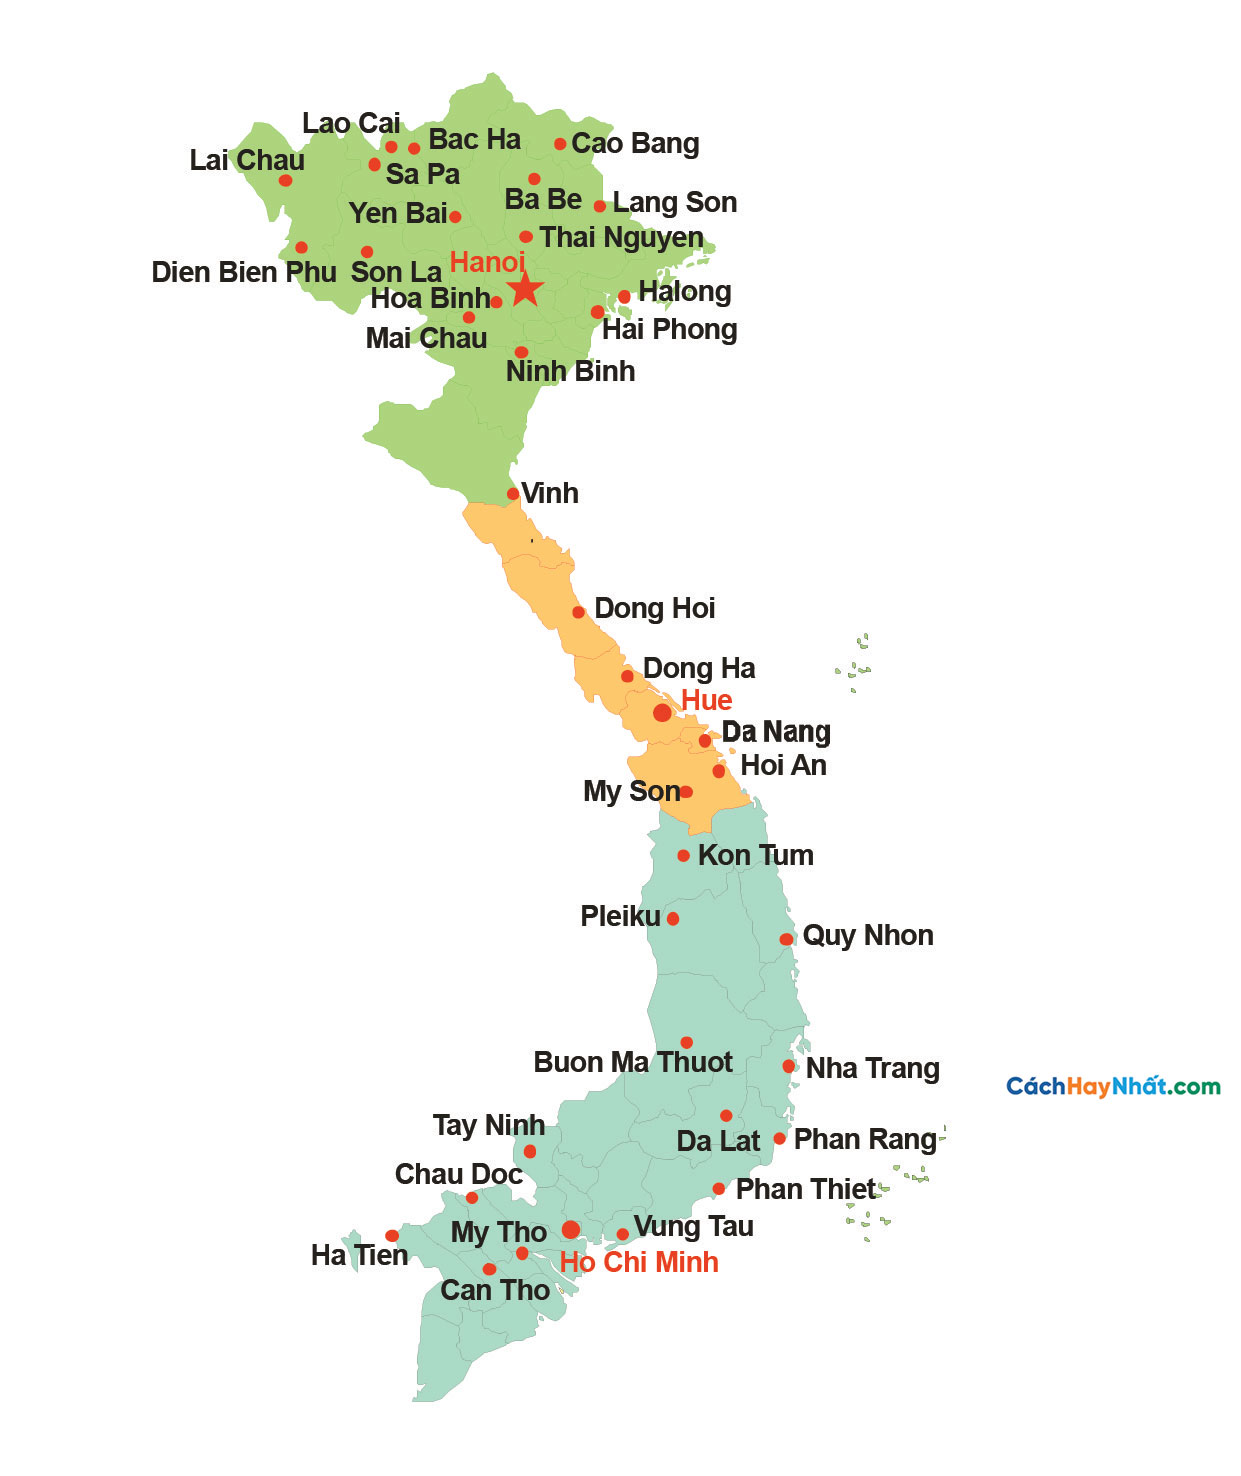 Lao Cai
Bac Ha
Cao Bang
Lai Chau
Sa Pa
Ba Be
Lang Son
Yen Bai
Thai Nguyen
Hanoi
Dien Bien Phu
Son La
Halong
Hoa Binh
Hai Phong
Mai Chau
Ninh Binh
Vinh
Dong Hoi
Dong Ha
Hue
Da Nang
Hoi An
My Son
Kon Tum
Pleiku
Quy Nhon
Buon Ma Thuot
Nha Trang
CáchHayNhất.com
Tay Ninh
Da Lat
Phan Rang
Chau Doc
Phan Thiet
My Tho
Vung Tau
Ha Tien
Ho Chi Minh
Can Tho